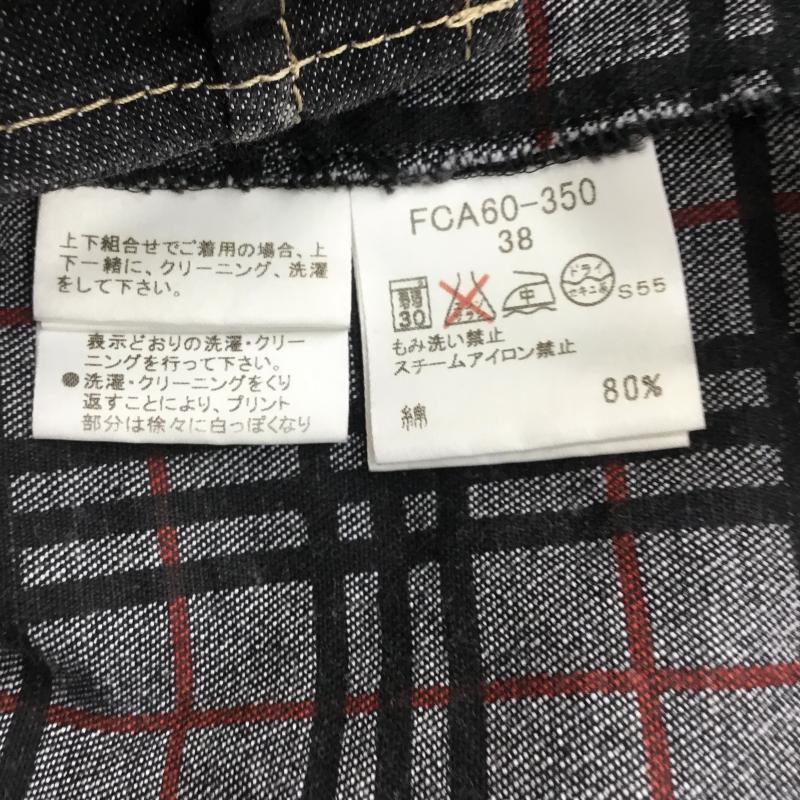 上下組合せでご着用の場合、上
下一緒に、クリーニング、洗濯
をして下さい。
表示どおりの洗濯・クリー
ニングを行って下さい。
●洗濯・クリーニングをくり
返すことにより、プリント
部分は徐々に白っぽくなり
FCA60-350
38
30
中
ドライ
セキユ系
S55
もみ洗い禁止
スチームアイロン禁止
綿 80%